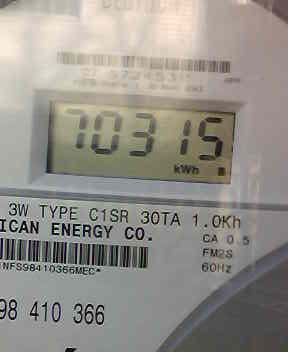 70315
kWh
3W TYPE C1SR 30TA 1.0Kh
ICAN ENERGY CO.
CA 0.5
NFS98410366MEC*
FM2S
60Hz
98 410 366